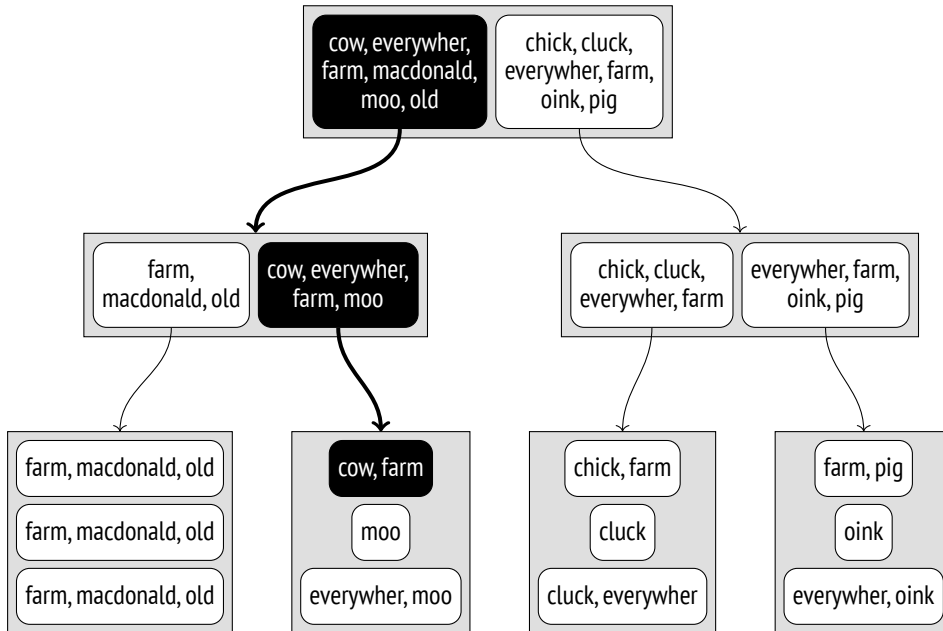 cow, everywher,
farm, macdonald,
moo, old
chick, cluck,
everywher, farm,
oink, pig
farm,
macdonald, old
cow, everywher,
farm, moo
chick, cluck,
everywher, farm
everywher, farm,
oink, pig
farm, macdonald, old
farm, macdonald, old
farm, macdonald, old
cow, farm
moo
everywher, moo
chick, farm
cluck
cluck, everywher
farm, pig
oink
everywher, oink